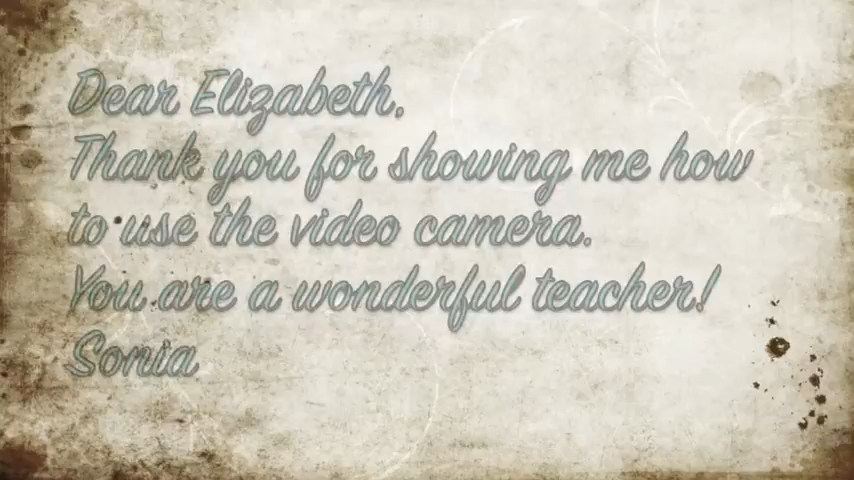 Dear Elizabeth,
Thank you for showing me how
to use the video camera.
You are a wonderful teacher!
Sonia